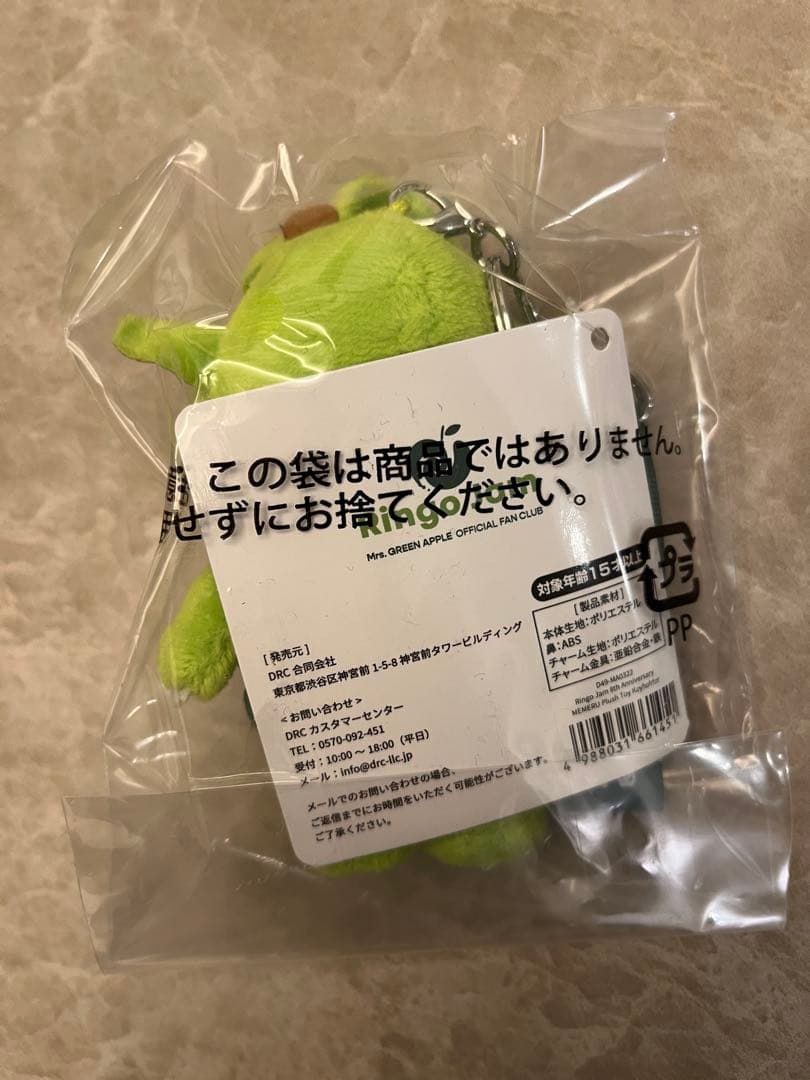 この袋は商品ではありません。
せずにお捨てください。
Ringo Jam
Mrs. GREEN APPLE OFFICIAL FAN CLUB
対象年齢15才以上
プラ
PP
[製品素材]
本体生地:ポリエステル
鼻:ABS
チャーム生地:ポリエステル
チャーム金具:亜鉛合金・鉄
D49-MA0322
Ringo Jam 8th Anniversary
MEMERU Plush Toy Keyholder
4 988031 661451
[発売元]
DRC 合同会社
東京都渋谷区神宮前 1-5-8 神宮前タワービルディング
<お問い合わせ>
DRC カスタマーセンター
TEL:0570-092-451
受付:10:00 ~ 18:00(平日)
メール:info@drc-llc.jp
メールでのお問い合わせの場合、
ご返信までにお時間をいただく可能性がございます。
ご了承ください。